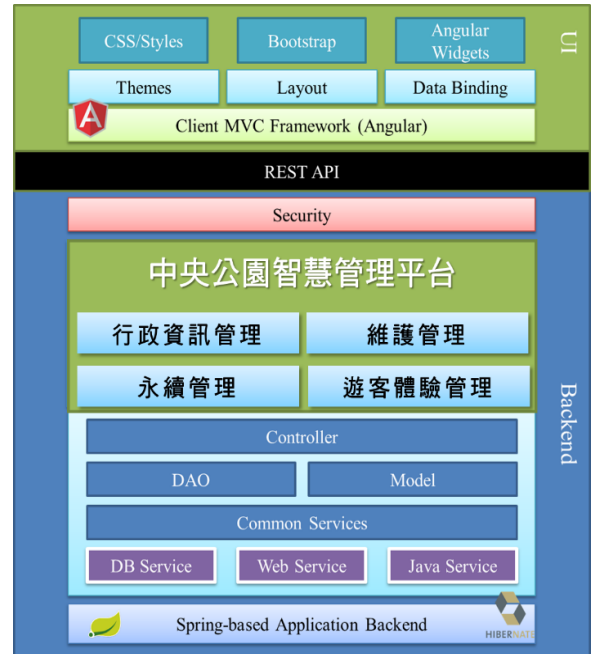 CSS/Styles
Bootstrap
Angular
Widgets
UI
Themes
Layout
Data Binding
A
Client MVC Framework (Angular)
REST API
Security
中央公園智慧管理平台
行政資訊管理
維護管理
永續管理
遊客體驗管理
Backend
Controller
DAO
Model
Common Services
DB Service
Web Service
Java Service
Spring-based Application Backend
HIBERNATE